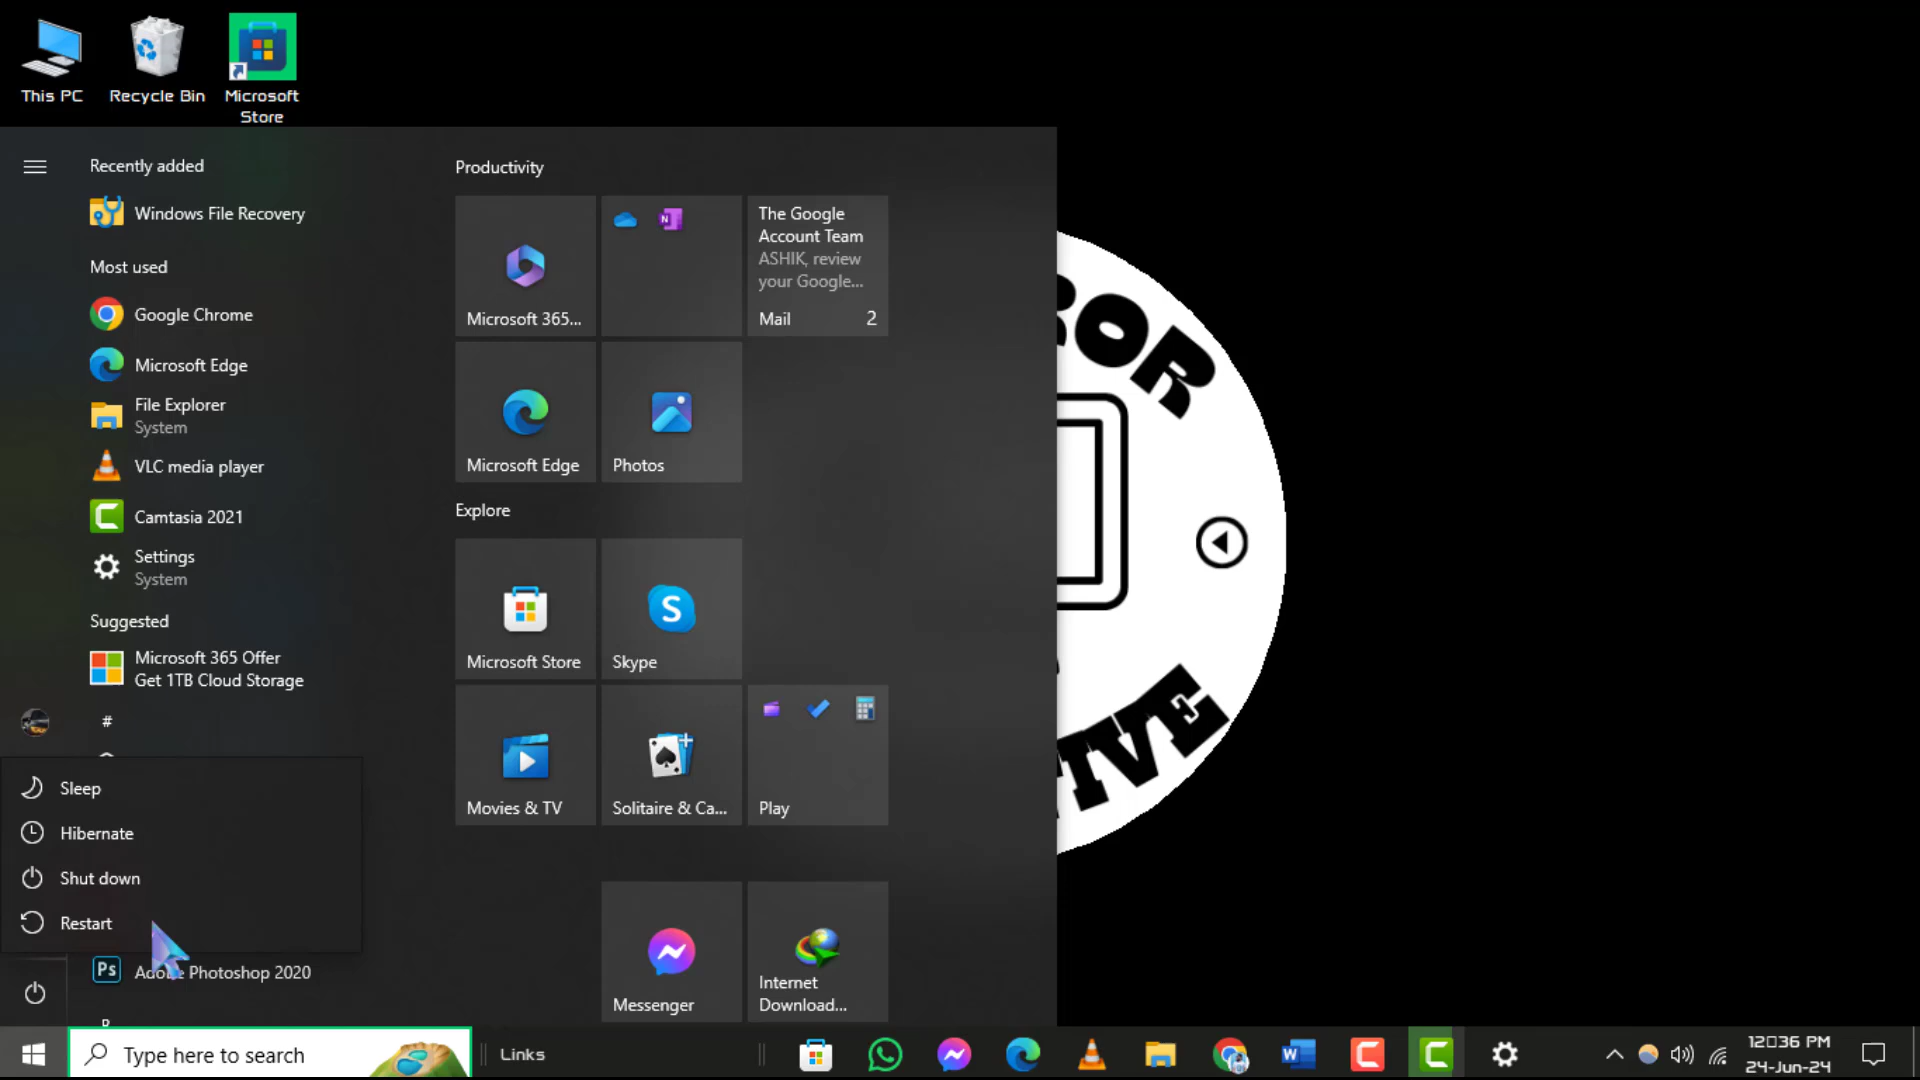 This PC
Recycle Bin
Microsoft
Store
Recently added
Windows File Recovery
Most used
Google Chrome
Microsoft Edge
File Explorer
System
VLC media player
Camtasia 2021
Settings
System
Suggested
Microsoft 365 Offer
Get 1TB Cloud Storage
#
Sleep
Hibernate
Shut down
Restart
Ps
Adobe Photoshop 2020
Productivity
Microsoft 365...
N
The Google
Account Team
ASHIK, review
your Google...
Mail 2
Microsoft Edge
Photos
Explore
Microsoft Store
S
Skype
Movies & TV
Solitaire & Ca...
Play
Messenger
Internet
Download...
Type here to search
Links
12□36 PM
24-Jun-24